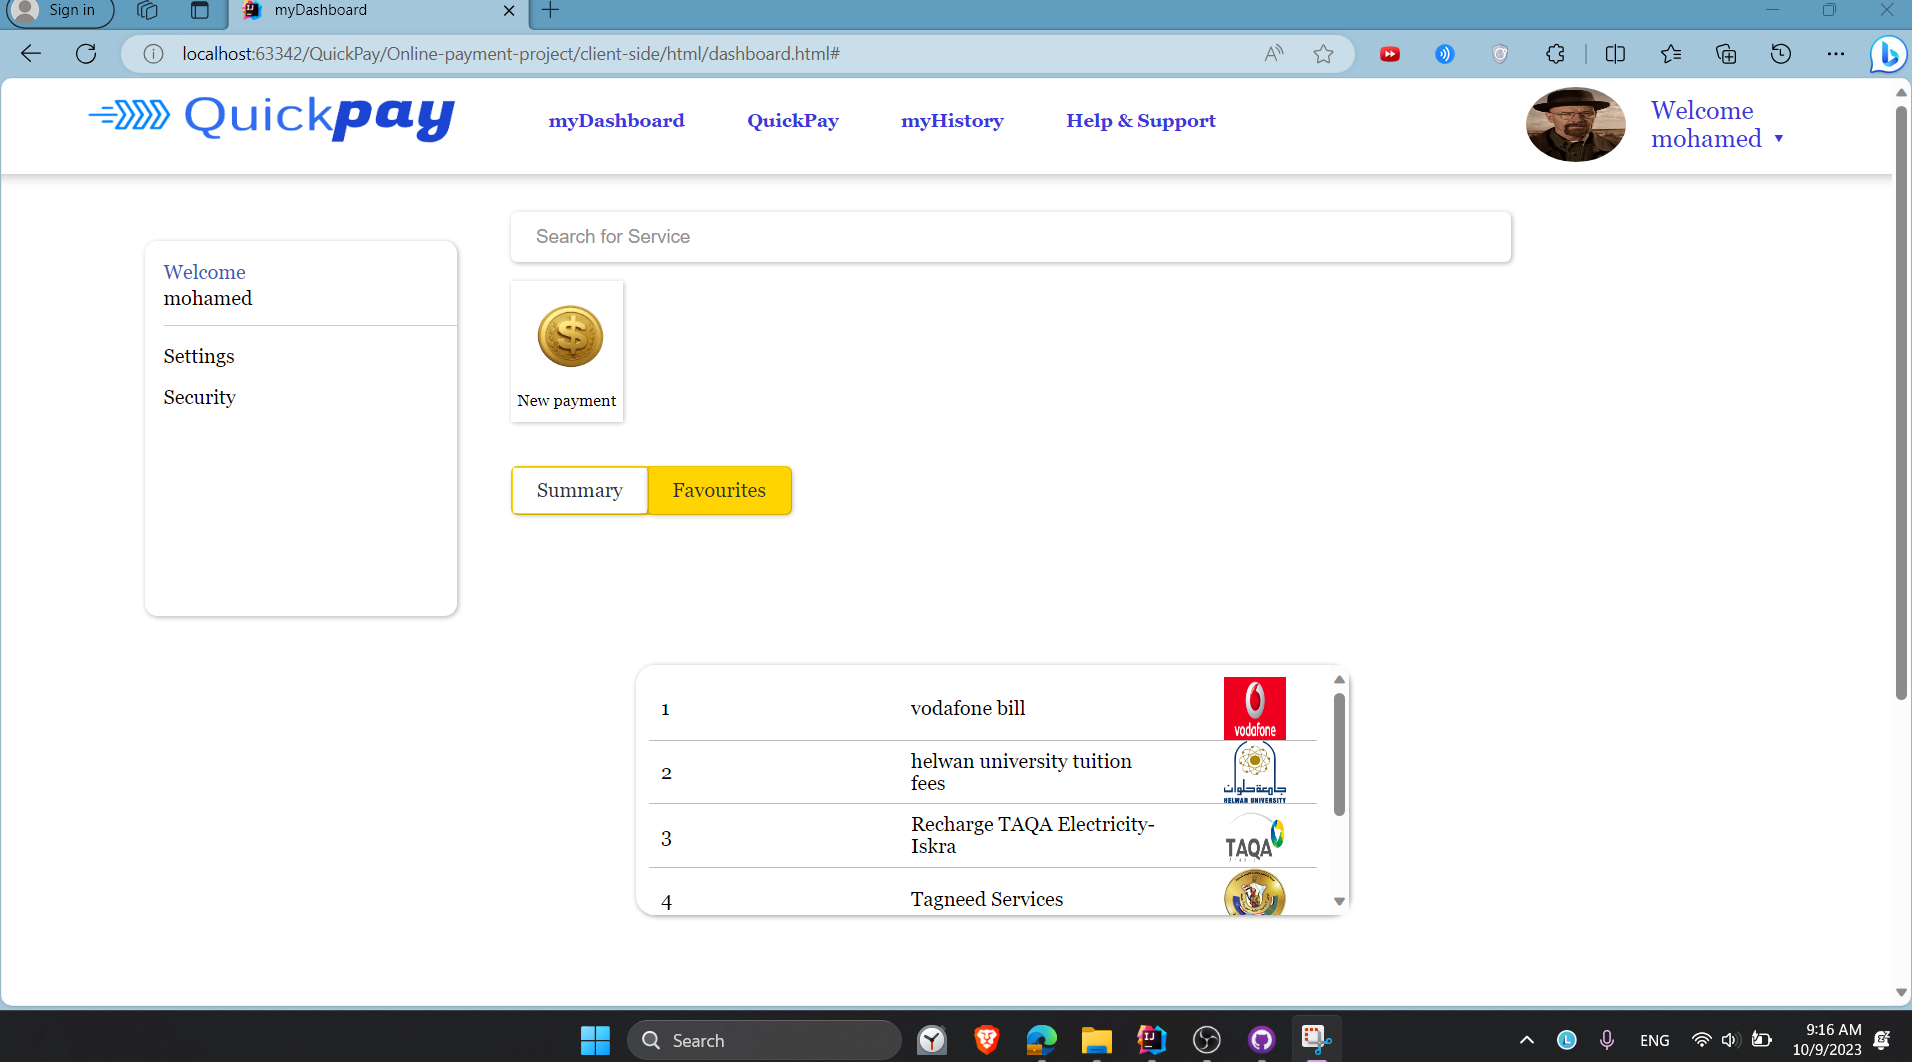 Sign in
myDashboard
localhost:63342/QuickPay/Online-payment-project/client-side/html/dashboard.html#
Quickpay
myDashboard
QuickPay
myHistory
Help & Support
Welcome
mohamed
Search for Service
Welcome
mohamed
Settings
Security
New payment
Summary
Favourites
1
vodafone bill
vodafone
2
helwan university tuition
fees
جامعة حلوان
HELWAN UNIVERSITY
3
Recharge TAQA Electricity-
Iskra
TAQA
4
Tagneed Services
Search
ENG
9:16 AM
10/9/2023